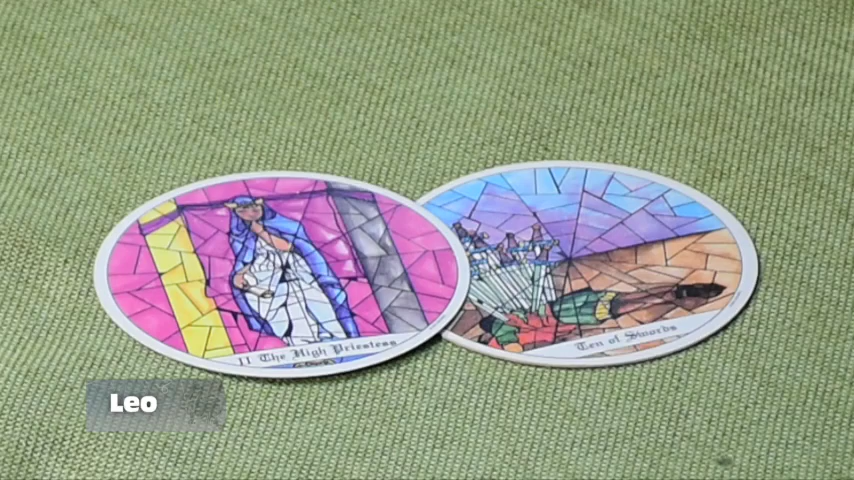 II The High Priestess
Ten of Swords
Leo